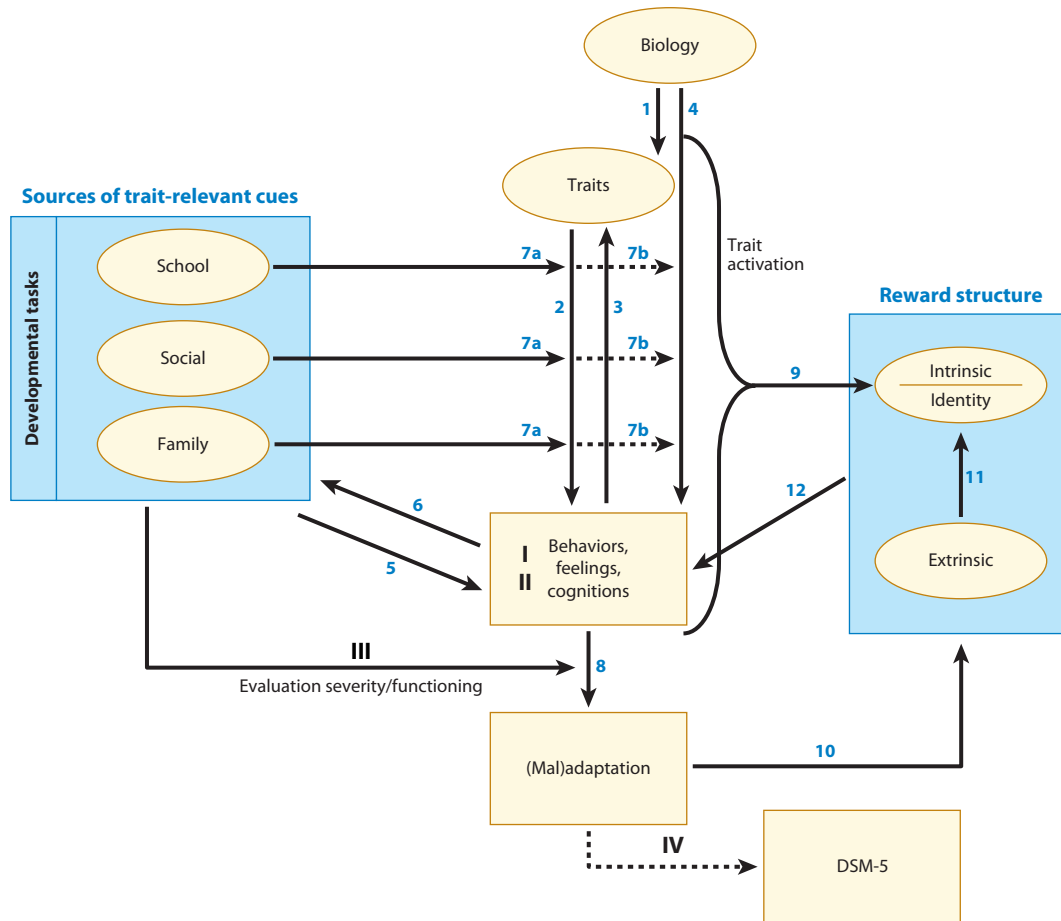 Biology
1
4
Traits
Sources of trait-relevant cues
Developmental tasks
School
7a
7b
Trait
activation
2
3
Reward structure
Social
7a
7b
9
Intrinsic
Identity
Family
7a
7b
11
12
6
5
I
II
Behaviors,
feelings,
cognitions
Extrinsic
III
Evaluation severity/functioning
8
(Mal)adaptation
10
IV
DSM-5